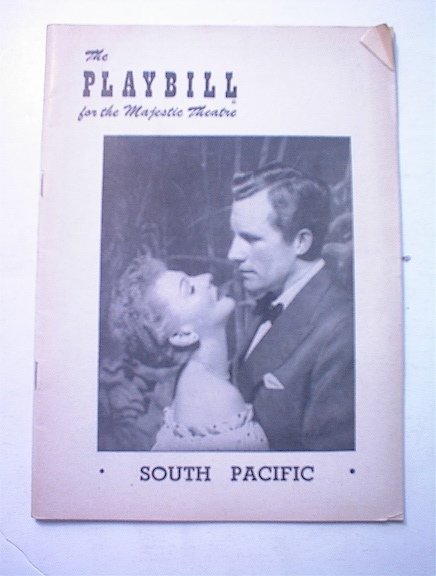 The
PLAYBILL
for the Majestic Theatre
• SOUTH PACIFIC •